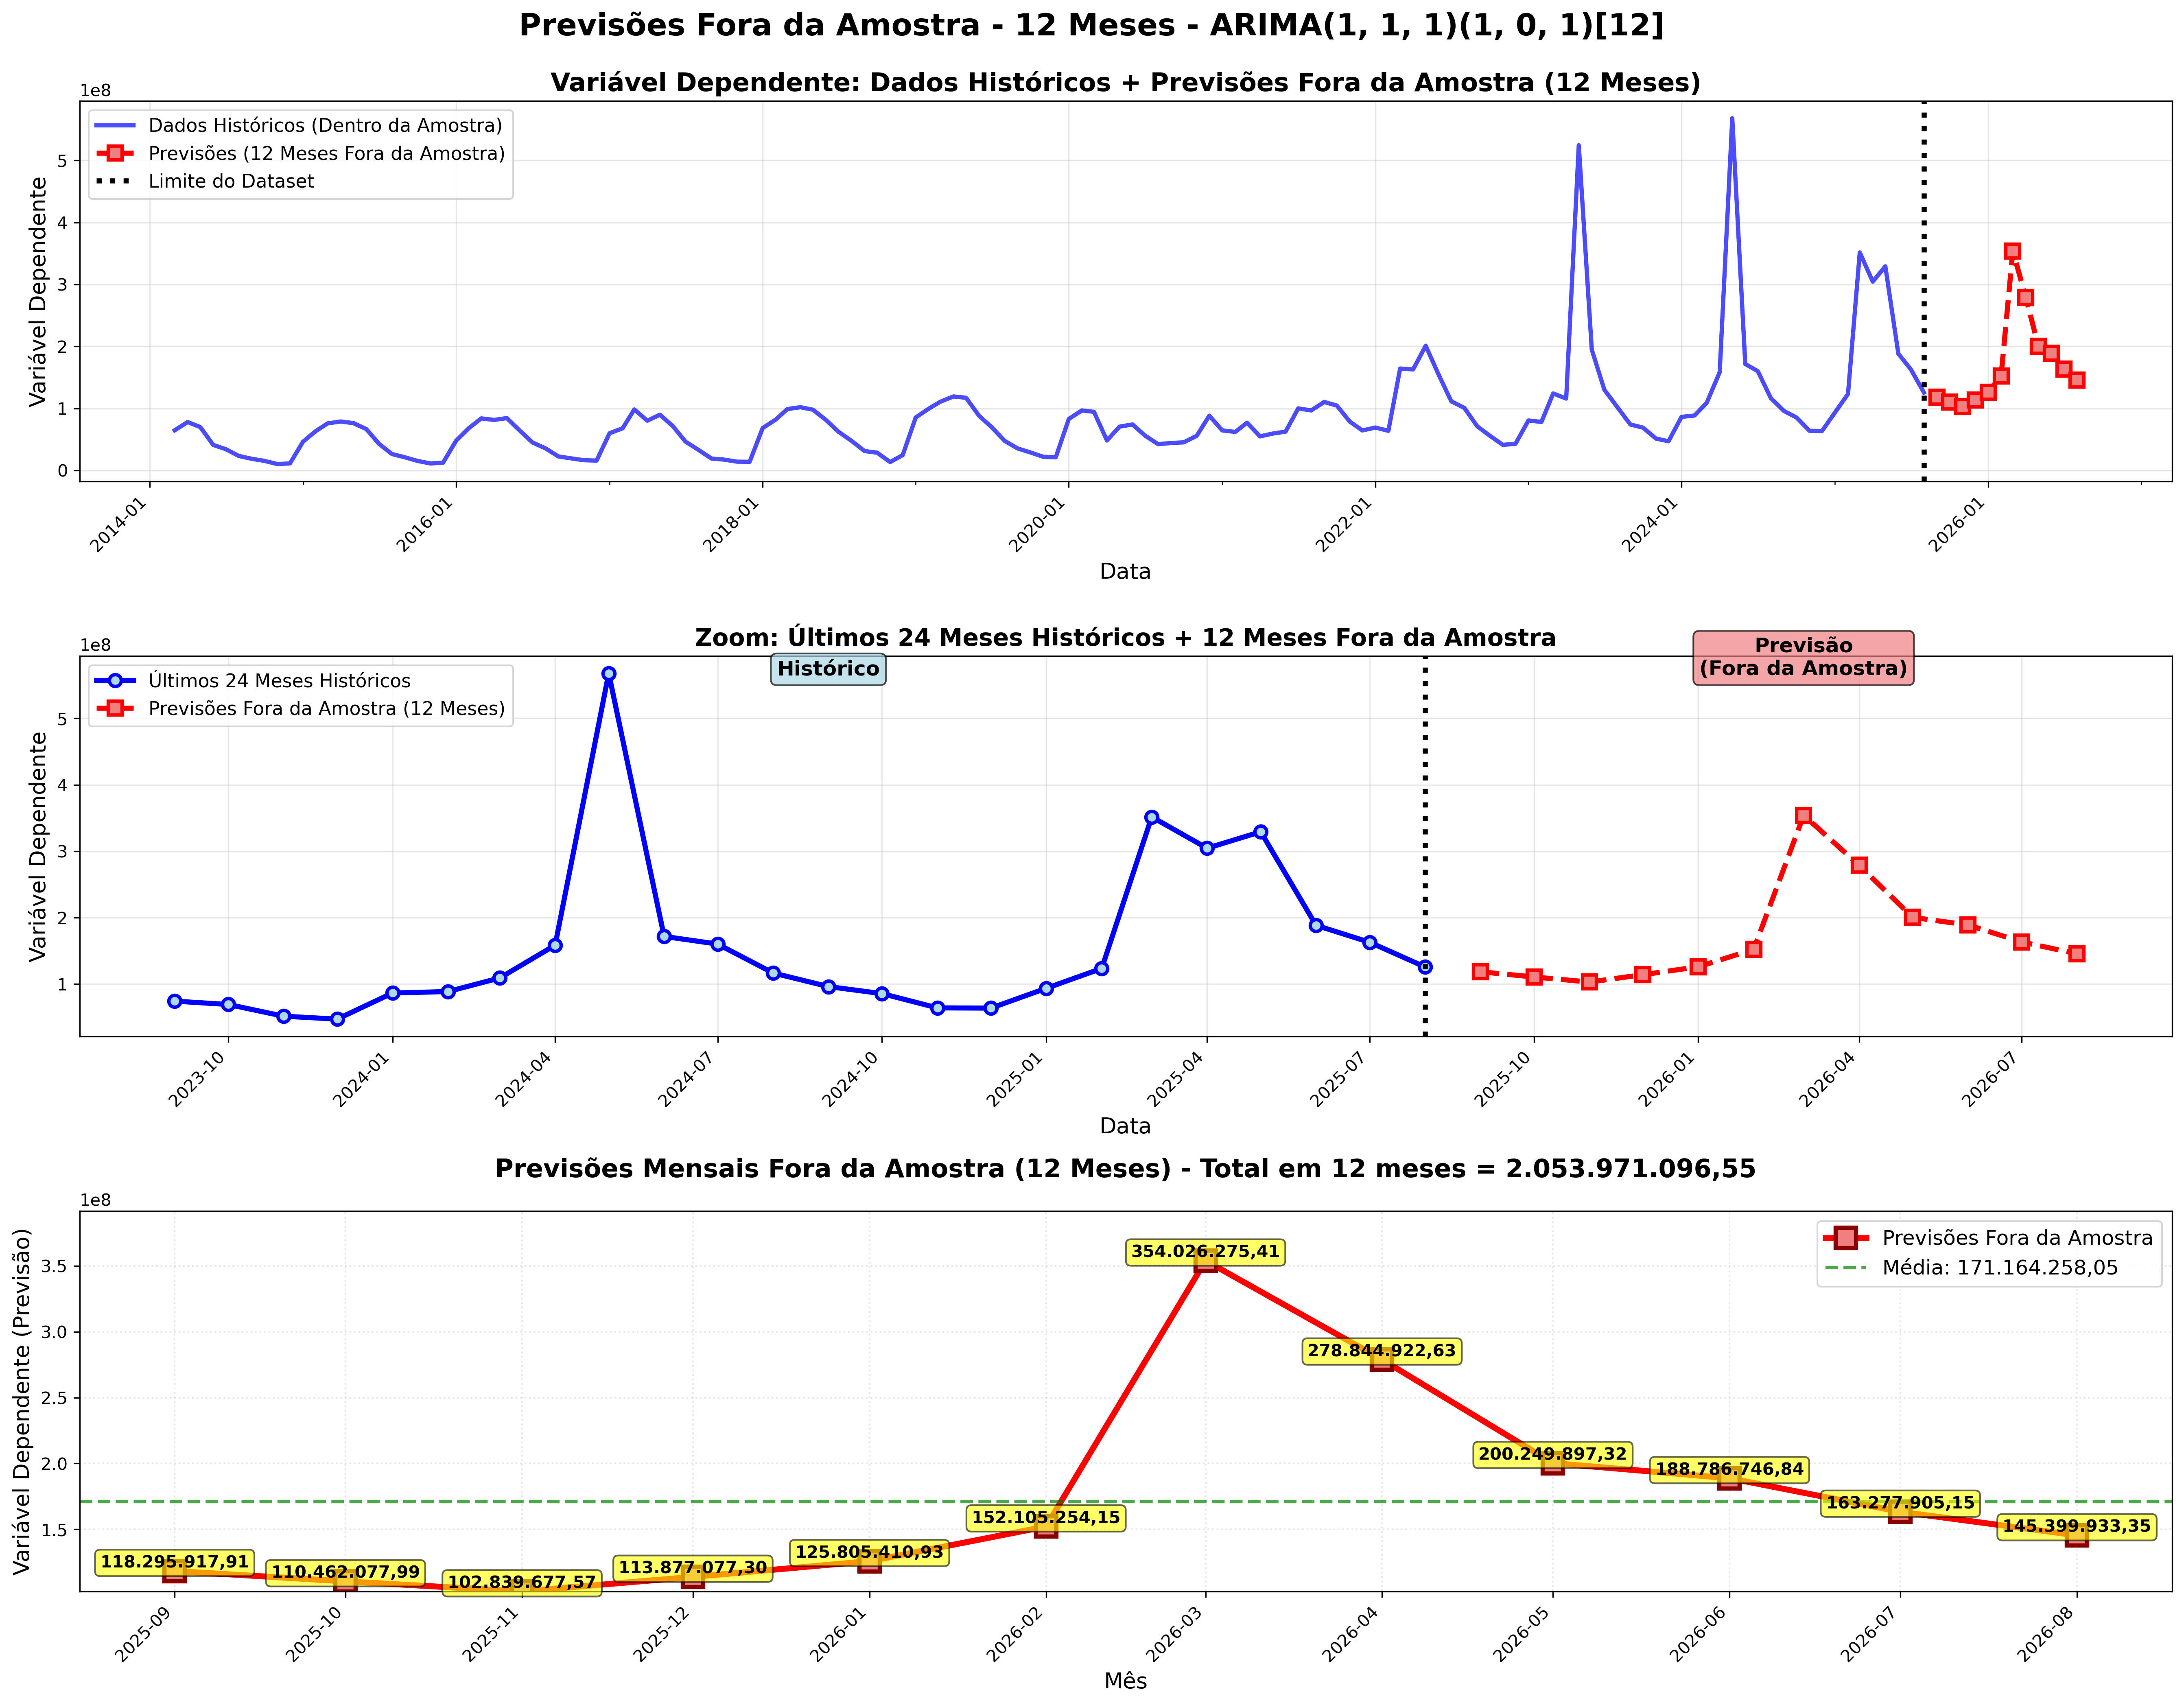 Previsões Fora da Amostra - 12 Meses - ARIMA(1, 1, 1)(1, 0, 1)[12]
Variável Dependente: Dados Históricos + Previsões Fora da Amostra (12 Meses)
1e8
Dados Históricos (Dentro da Amostra)
Previsões (12 Meses Fora da Amostra)
Limite do Dataset
Variável Dependente
5
4
3
2
1
0
2014-01
2016-01
2018-01
2020-01
2022-01
2024-01
2026-01
Data
Zoom: Últimos 24 Meses Históricos + 12 Meses Fora da Amostra
1e8
Últimos 24 Meses Históricos
Previsões Fora da Amostra (12 Meses)
Histórico
Previsão
(Fora da Amostra)
Variável Dependente
5
4
3
2
1
2023-10
2024-01
2024-04
2024-07
2024-10
2025-01
2025-04
2025-07
2025-10
2026-01
2026-04
2026-07
Data
Previsões Mensais Fora da Amostra (12 Meses) - Total em 12 meses = 2.053.971.096,55
1e8
Previsões Fora da Amostra
Média: 171.164.258,05
Variável Dependente (Previsão)
3.5
3.0
2.5
2.0
1.5
118.295.917,91
110.462.077,99
102.839.677,57
113.877.077,30
125.805.410,93
152.105.254,15
354.026.275,41
278.844.922,63
200.249.897,32
188.786.746,84
163.277.905,15
145.399.933,35
2025-09
2025-10
2025-11
2025-12
2026-01
2026-02
2026-03
2026-04
2026-05
2026-06
2026-07
2026-08
Mês